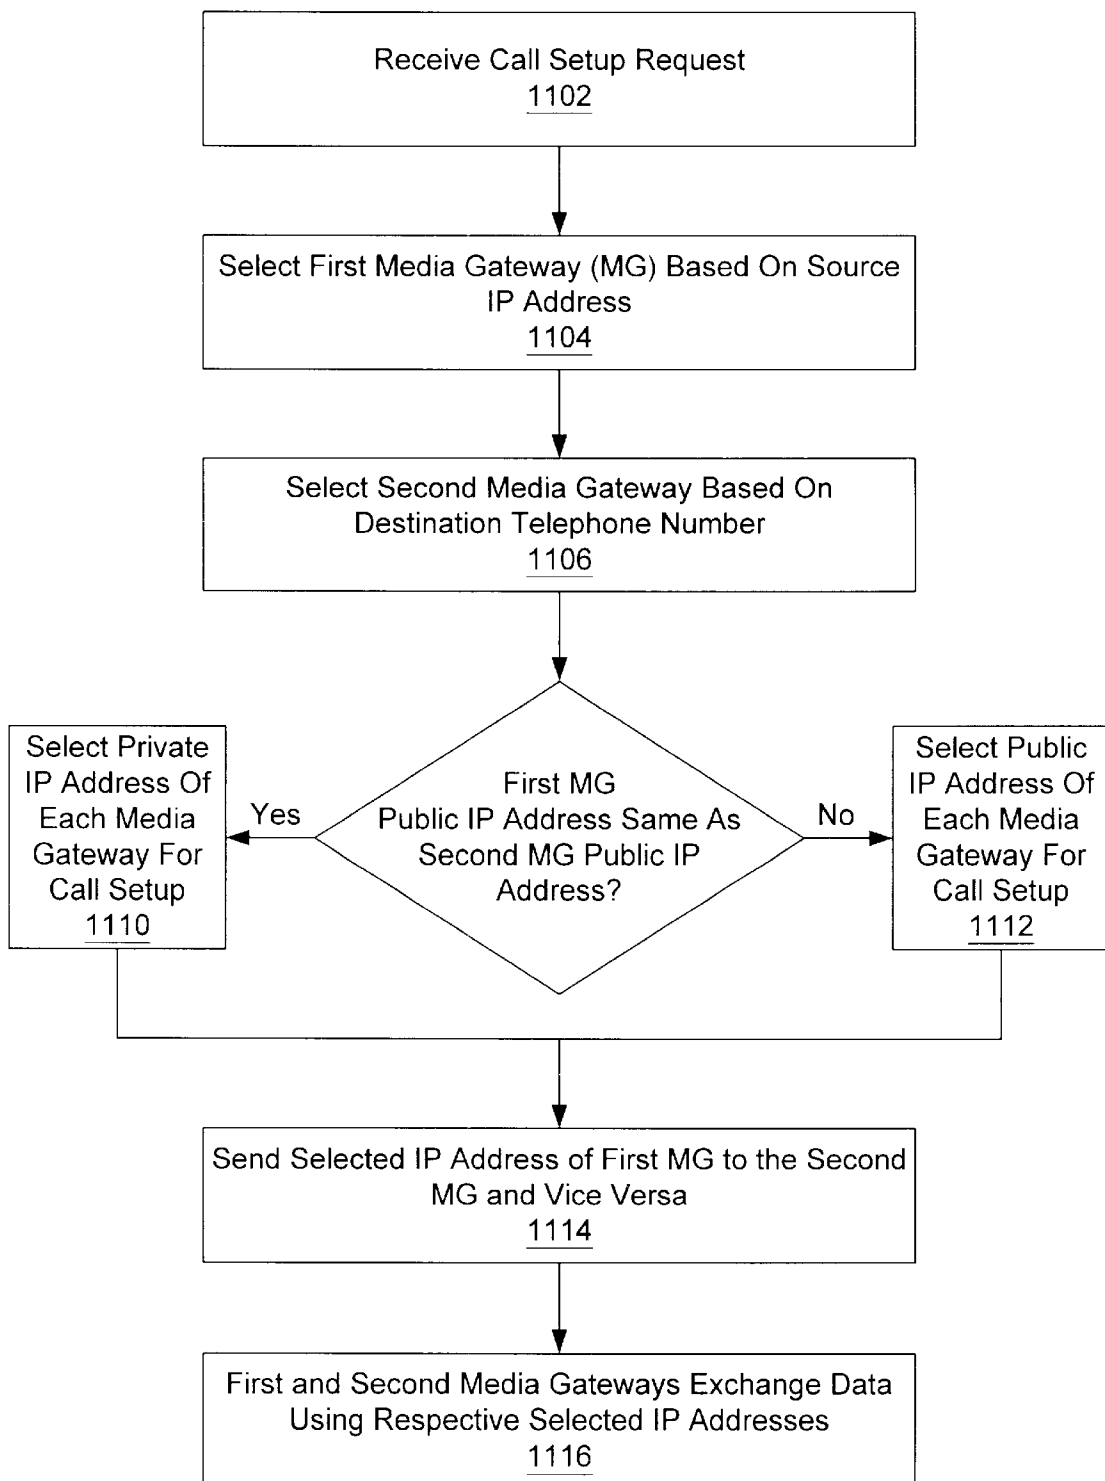 Receive Call Setup Request
1102
Select First Media Gateway (MG) Based On Source
IP Address
1104
Select Second Media Gateway Based On
Destination Telephone Number
1106
First MG
Public IP Address Same As
Second MG Public IP
Address?
Yes
No
Select Private
IP Address Of
Each Media
Gateway For
Call Setup
1110
Select Public
IP Address Of
Each Media
Gateway For
Call Setup
1112
Send Selected IP Address of First MG to the Second
MG and Vice Versa
1114
First and Second Media Gateways Exchange Data
Using Respective Selected IP Addresses
1116